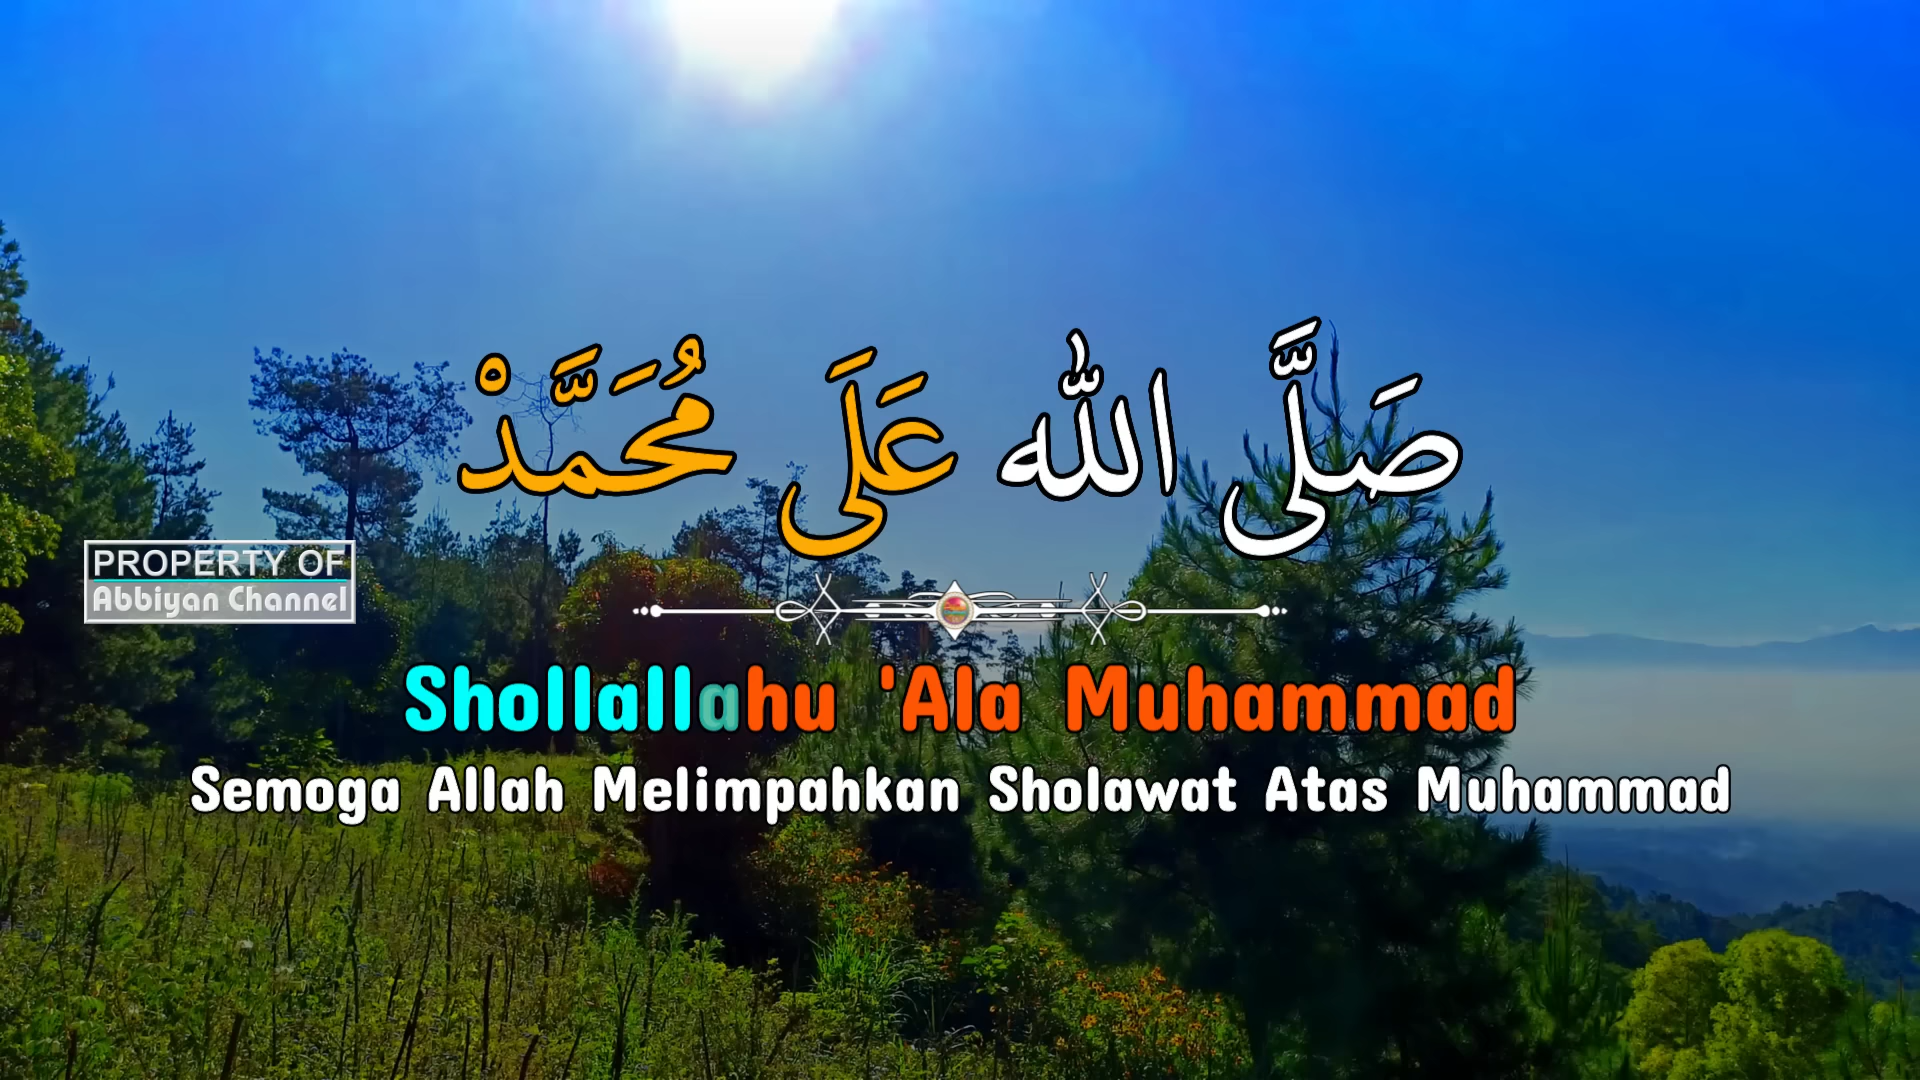 صَلَّى الله عَلَى مُحَمَّدْ
PROPERTY OF
Abbiyan Channel
Shollallahu 'Ala Muhammad
Semoga Allah Melimpahkan Sholawat Atas Muhammad